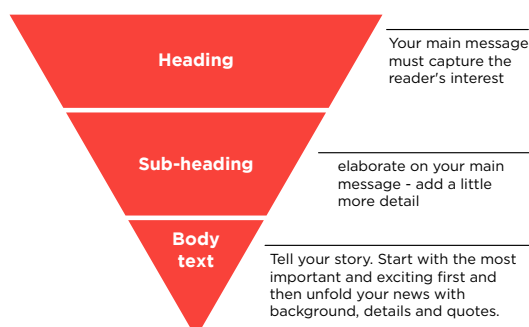 Heading
Your main message
must capture the
reader's interest
Sub-heading
elaborate on your main
message - add a little
more detail
Body
text
Tell your story. Start with the most
important and exciting first and
then unfold your news with
background, details and quotes.